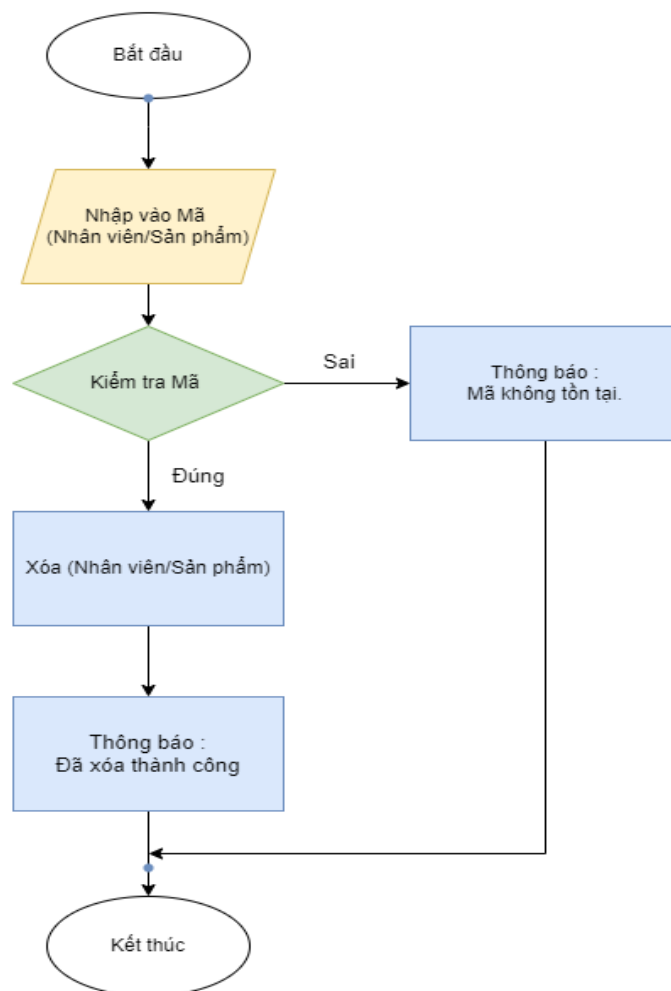 Bắt đầu
Nhập vào Mã
(Nhân viên/Sản phẩm)
Kiểm tra Mã
Sai
Thông báo :
Mã không tồn tại.
Đúng
Xóa (Nhân viên/Sản phẩm)
Thông báo :
Đã xóa thành công
Kết thúc